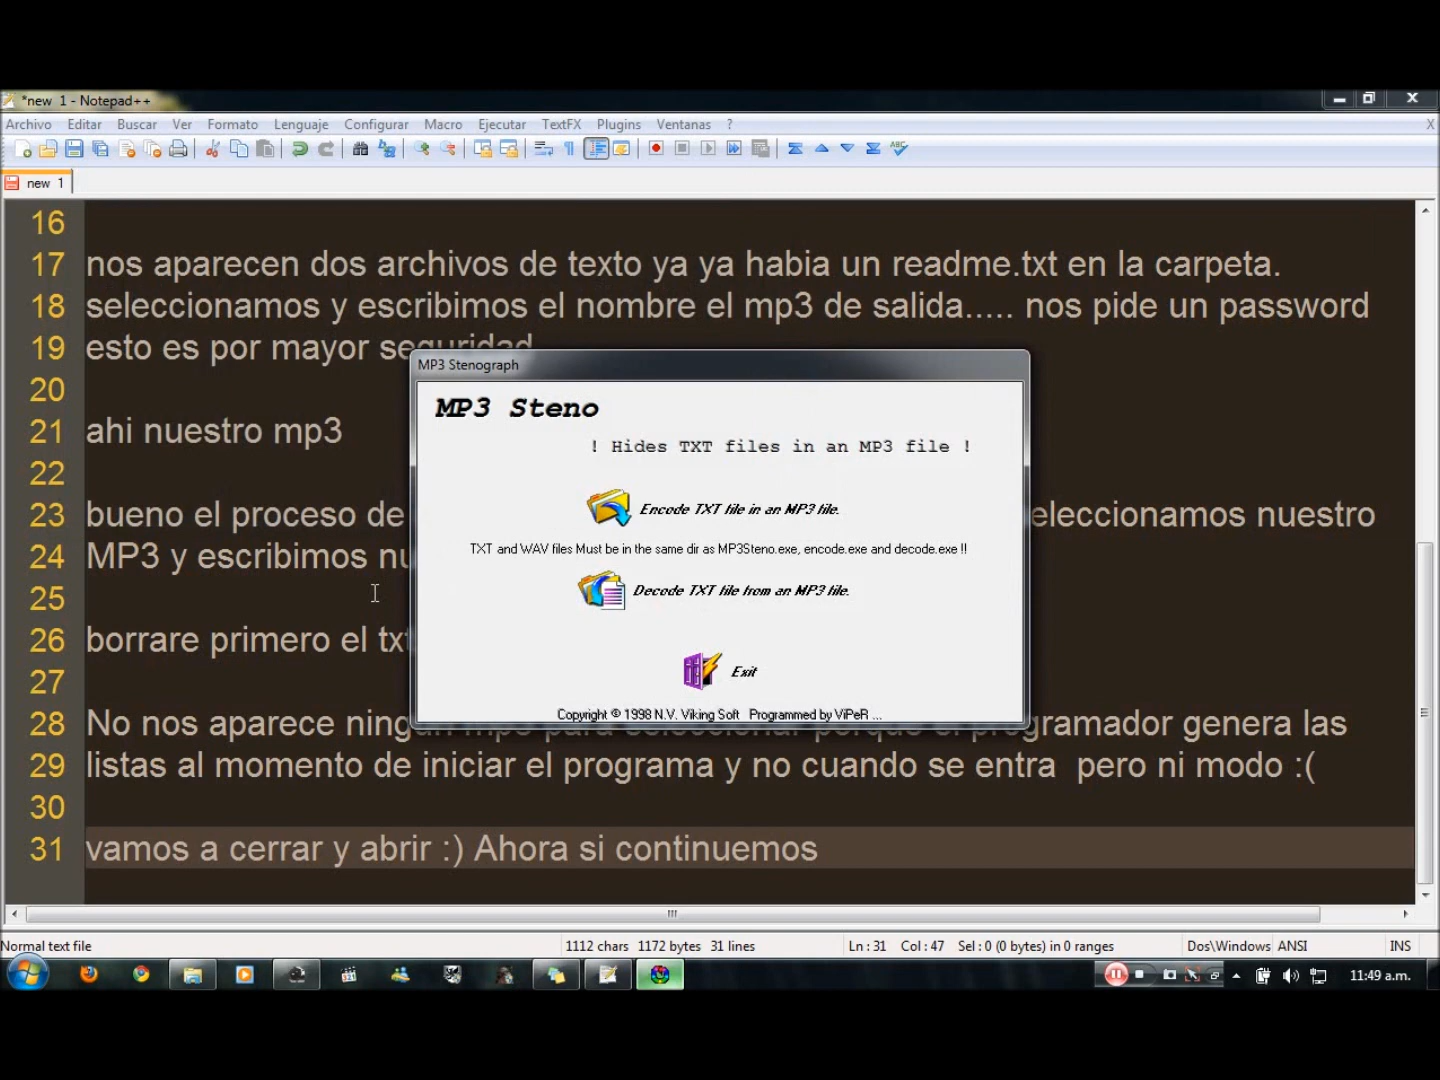 *new 1 - Notepad++
Archivo Editar Buscar Ver Formato Lenguaje Configurar Macro Ejecutar TextFX Plugins Ventanas ? X
new 1
16
17 nos aparecen dos archivos de texto ya ya habia un readme.txt en la carpeta.
18 seleccionamos y escribimos el nombre el mp3 de salida..... nos pide un password
19 esto es por mayor seguridad
20
21 ahi nuestro mp3
22
23 bueno el proceso de eleccionamos nuestro
24 MP3 y escribimos nu
25
26 borrare primero el txt
27
28 No nos aparece ningun mp3 para seleccionar porque el programador genera las
29 listas al momento de iniciar el programa y no cuando se entra pero ni modo :(
30
31 vamos a cerrar y abrir :) Ahora si continuemos
MP3 Stenograph
MP3 Steno
! Hides TXT files in an MP3 file !
Encode TXT file in an MP3 file.
TXT and WAV files Must be in the same dir as MP3Steno.exe, encode.exe and decode.exe !!
Decode TXT file from an MP3 file.
Exit
Copyright © 1998 N.V. Viking Soft Programmed by ViPeR ...
Normal text file 1112 chars 1172 bytes 31 lines Ln : 31 Col : 47 Sel : 0 (0 bytes) in 0 ranges Dos\Windows ANSI INS
11:49 a.m.